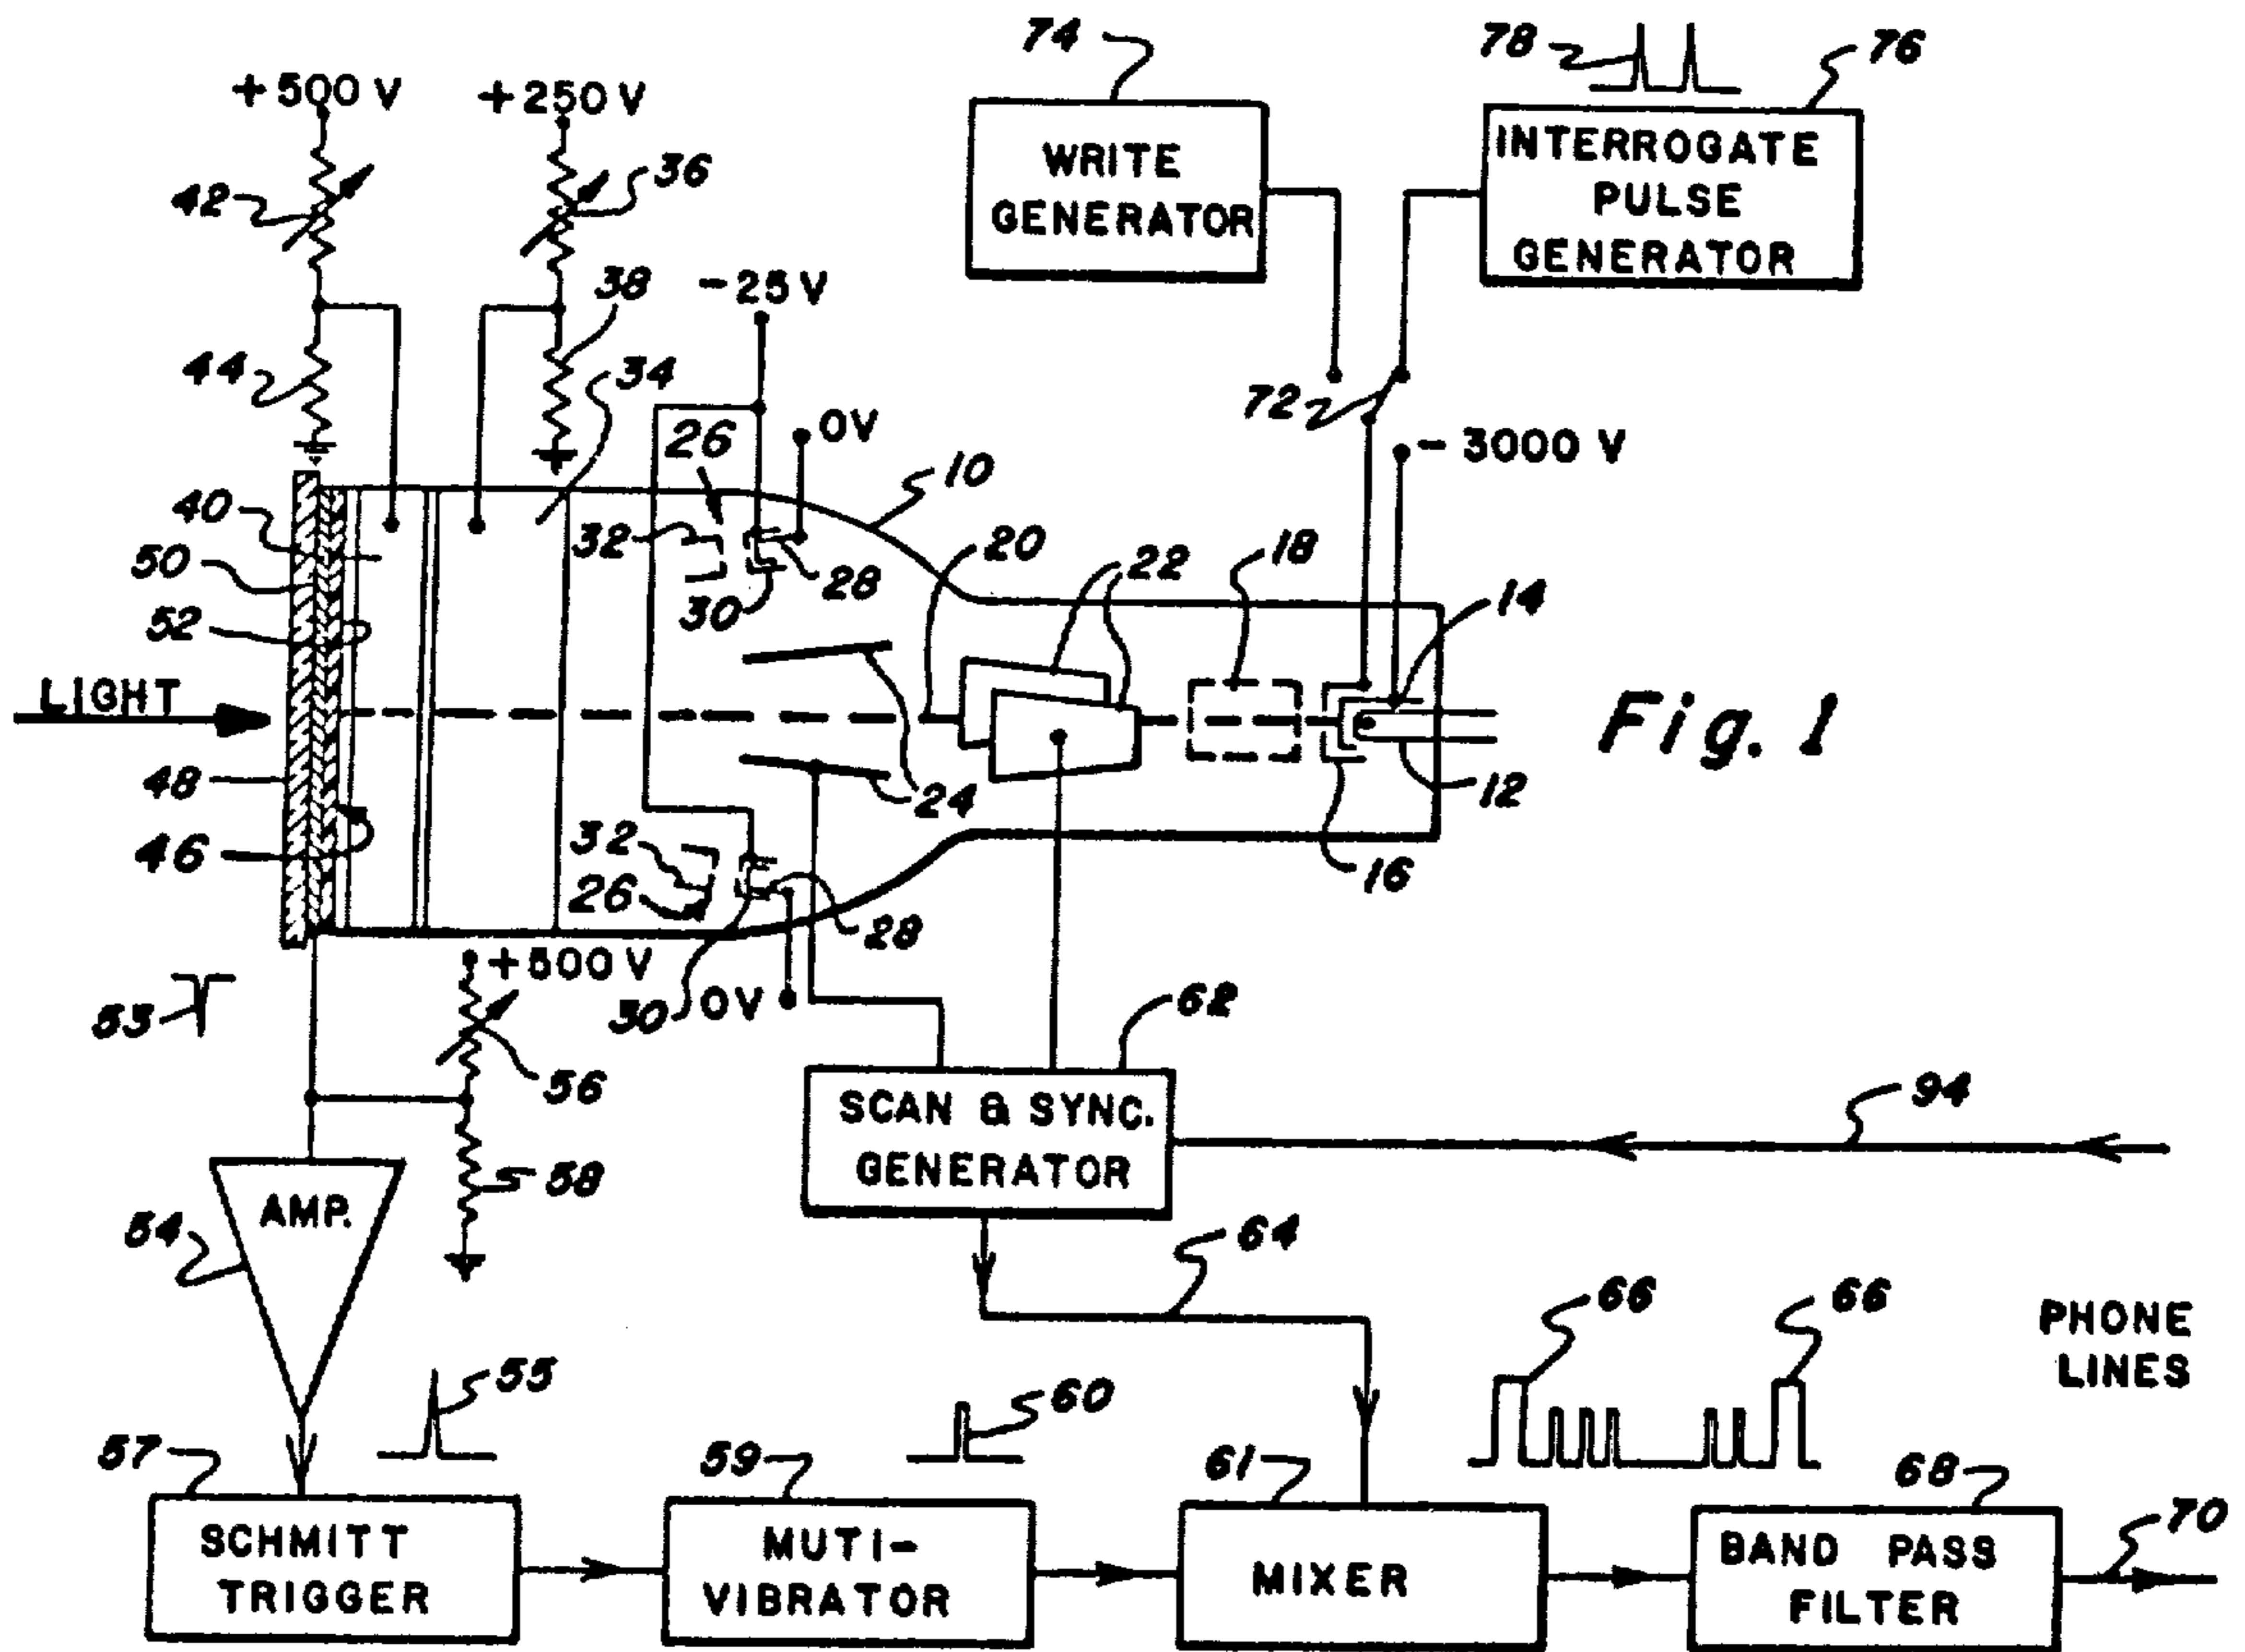 74
78
76
+500 V
+250 V
WRITE
GENERATOR
INTERROGATE
PULSE
GENERATOR
42
36
38
-25 V
44
34
72
26
0V
-3000 V
10
40
32
20
18
50
28
22
14
30
52
LIGHT
Fig. 1
48
24
12
46
32
16
26
28
+500 V
53
30
0V
62
56
94
SCAN & SYNC.
GENERATOR
58
AMP.
54
64
66
66
PHONE
LINES
55
60
57
59
61
68
70
SCHMITT
TRIGGER
MUTI-
VIBRATOR
MIXER
BAND PASS
FILTER